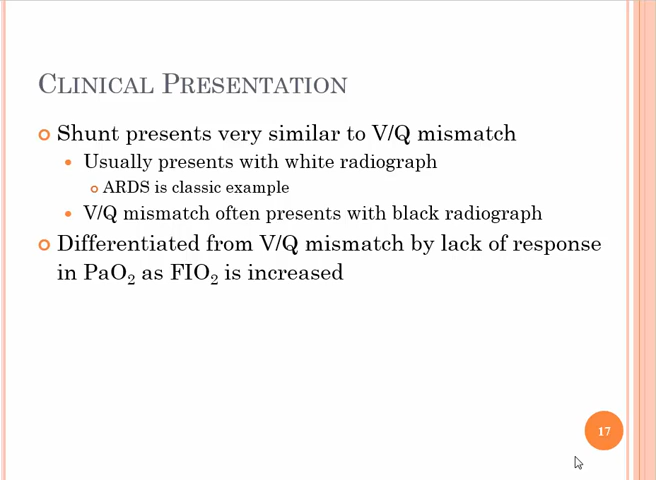 CLINICAL PRESENTATION
Shunt presents very similar to V/Q mismatch
Usually presents with white radiograph
ARDS is classic example
V/Q mismatch often presents with black radiograph
Differentiated from V/Q mismatch by lack of response
in PaO₂ as FIO₂ is increased
17